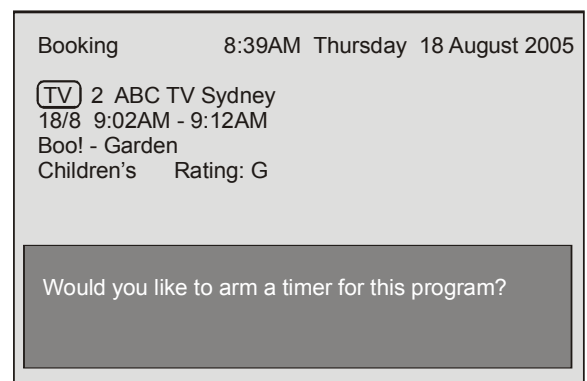 Booking 8:39AM Thursday 18 August 2005
TV 2 ABC TV Sydney
18/8 9:02AM - 9:12AM
Boo! - Garden
Children's Rating: G
Would you like to arm a timer for this program?